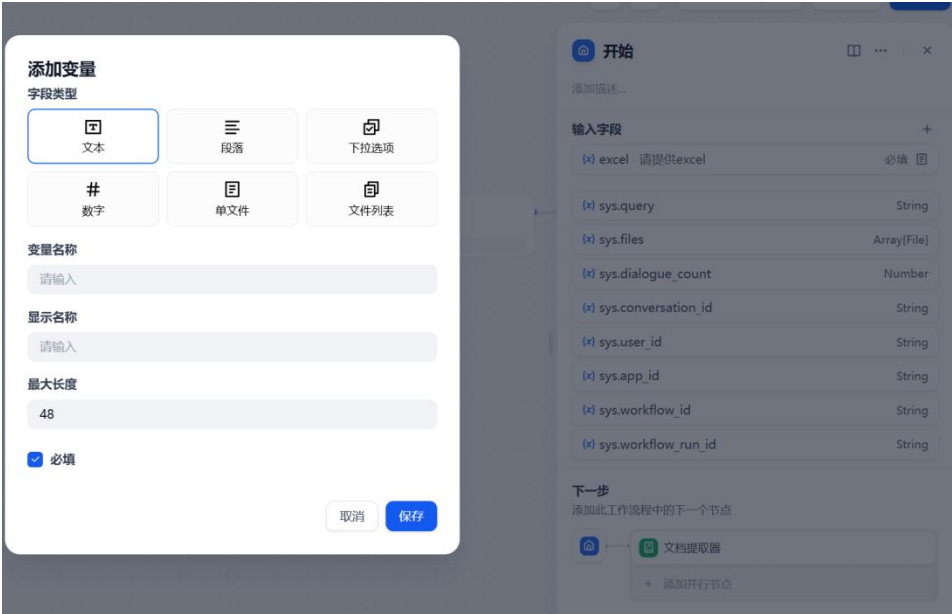 添加变量
字段类型
文本
段落
下拉选项
数字
单文件
文件列表
变量名称
请输入
显示名称
请输入
最大长度
48
必填
取消
保存
开始
添加描述...
输入字段
{x} excel · 请提供excel 必填
{x} sys.query String
{x} sys.files Array[File]
{x} sys.dialogue_count Number
{x} sys.conversation_id String
{x} sys.user_id String
{x} sys.app_id String
{x} sys.workflow_id String
{x} sys.workflow_run_id String
下一步
添加此工作流程中的下一个节点
文档提取器
+ 添加并行节点